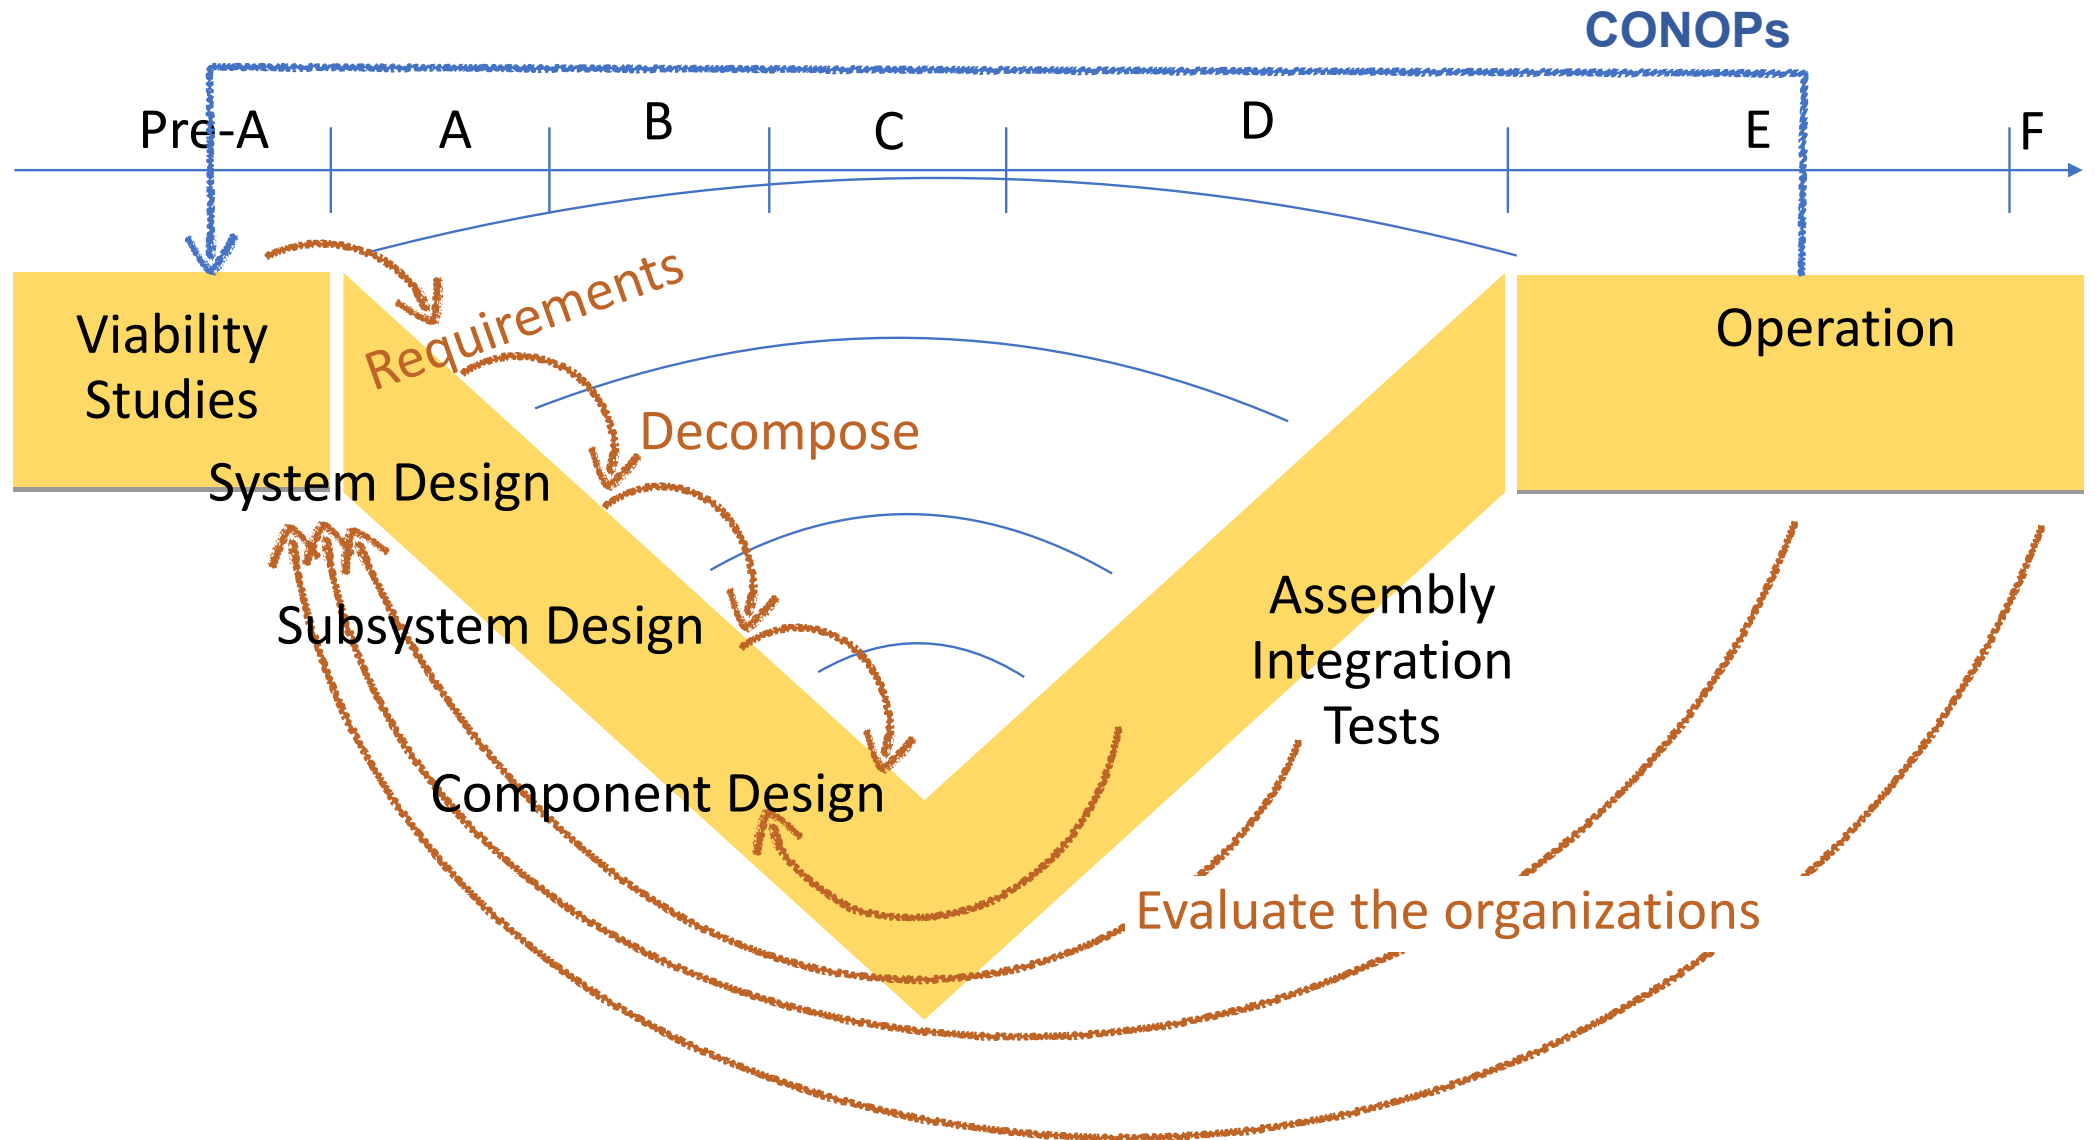 CONOPs
Pre-A
A
B
C
D
E
F
Viability
Studies
Requirements
Operation
Decompose
System Design
Subsystem Design
Assembly
Integration
Tests
Component Design
Evaluate the organizations